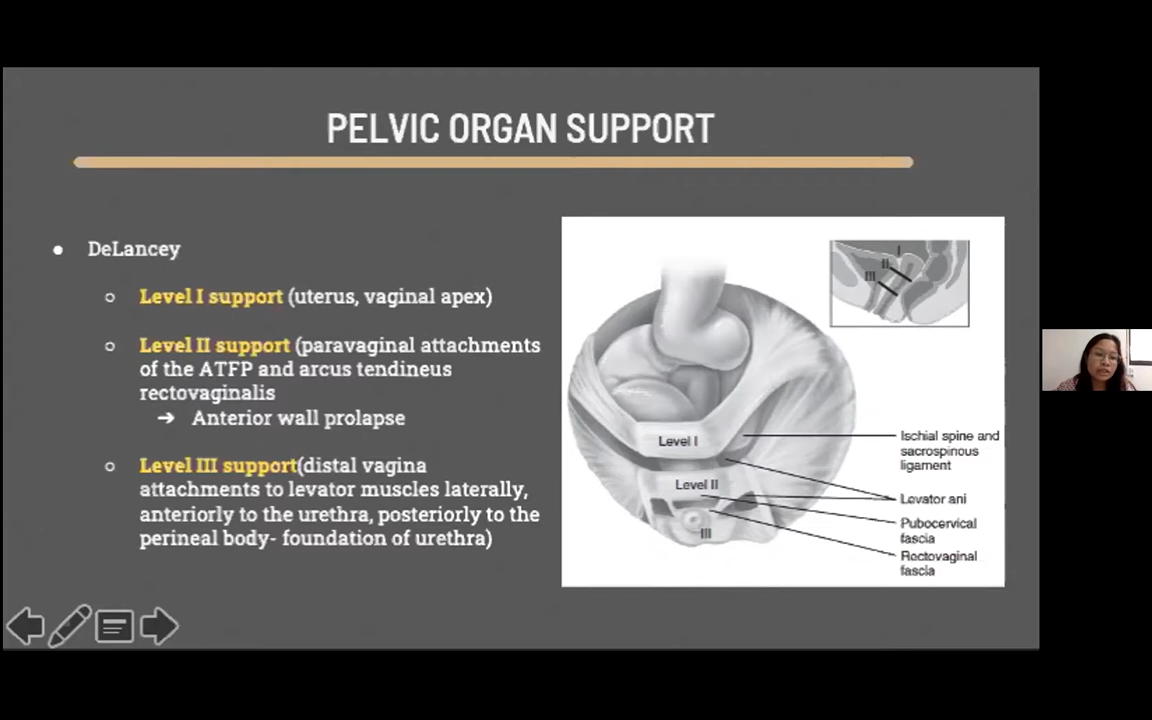 PELVIC ORGAN SUPPORT
● DeLancey
○ Level I support (uterus, vaginal apex)
○ Level II support (paravaginal attachments
of the ATFP and arcus tendineus
rectovaginalis
➔ Anterior wall prolapse
○ Level III support(distal vagina
attachments to levator muscles laterally,
anteriorly to the urethra, posteriorly to the
perineal body- foundation of urethra)
I
II
III
Level I
Level II
III
Ischial spine and
sacrospinous
ligament
Levator ani
Pubocervical
fascia
Rectovaginal
fascia